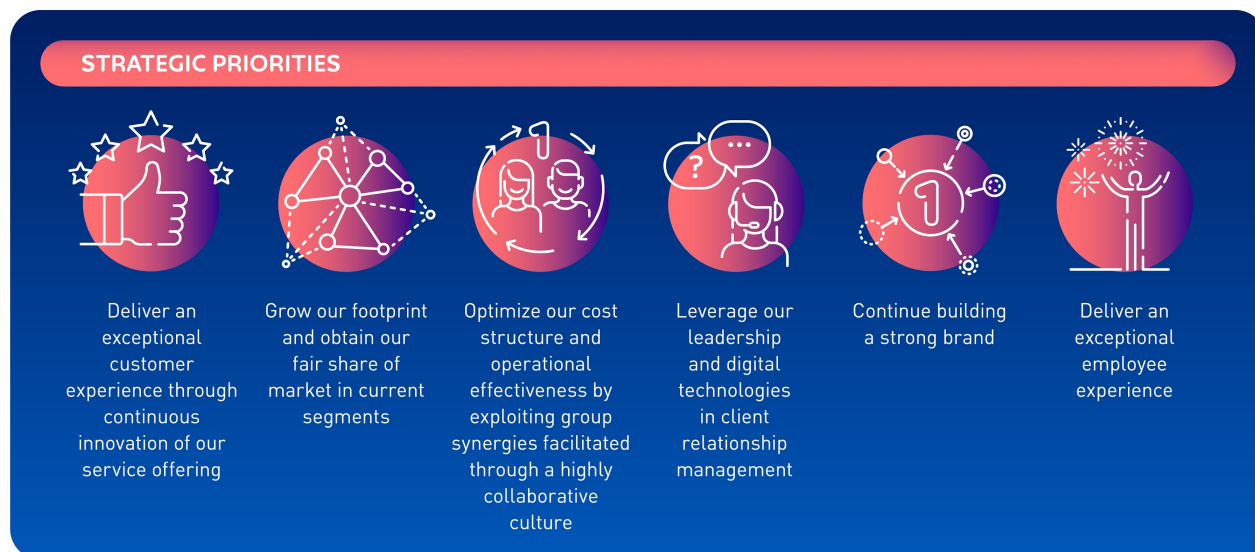 STRATEGIC PRIORITIES
?
1
1
Deliver an
exceptional
customer
experience through
continuous
innovation of our
service offering
Grow our footprint
and obtain our
fair share of
market in current
segments
Optimize our cost
structure and
operational
effectiveness by
exploiting group
synergies facilitated
through a highly
collaborative
culture
Leverage our
leadership
and digital
technologies
in client
relationship
management
Continue building
a strong brand
Deliver an
exceptional
employee
experience